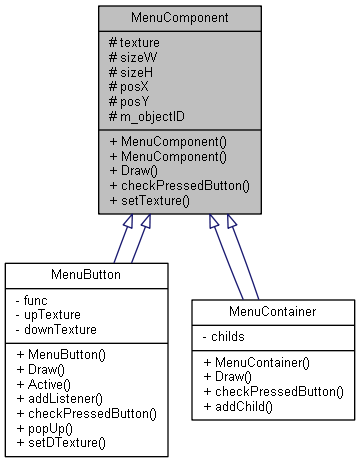 MenuComponent
# texture
# sizeW
# sizeH
# posX
# posY
# m_objectID
+ MenuComponent()
+ MenuComponent()
+ Draw()
+ checkPressedButton()
+ setTexture()
MenuButton
- func
- upTexture
- downTexture
+ MenuButton()
+ Draw()
+ Active()
+ addListener()
+ checkPressedButton()
+ popUp()
+ setDTexture()
MenuContainer
- childs
+ MenuContainer()
+ Draw()
+ checkPressedButton()
+ addChild()